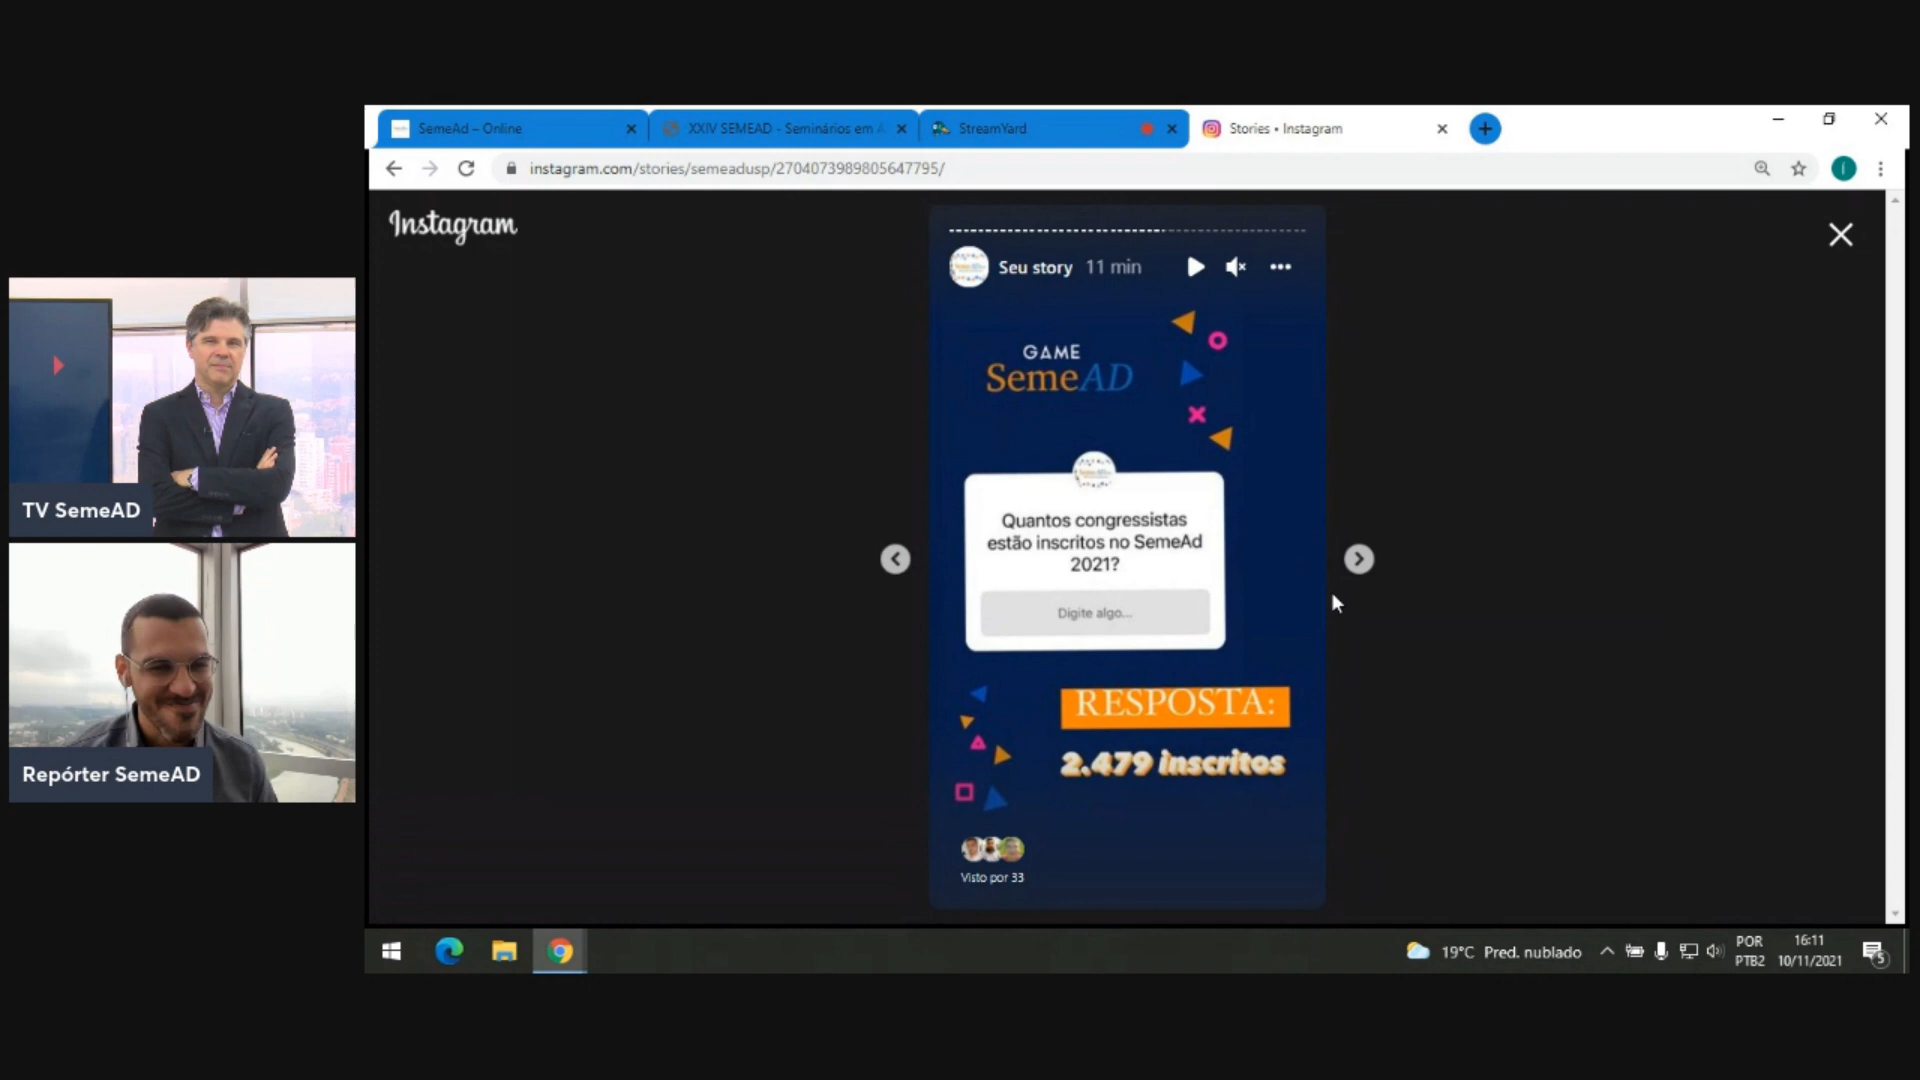 SemeAd – Online
XXIV SEMEAD - Seminários em A
StreamYard
Stories • Instagram
instagram.com/stories/semeadusp/2704073989805647795/
Instagram
Seu story 11 min
GAME
SemeAD
Quantos congressistas
estão inscritos no SemeAd
2021?
Digite algo...
RESPOSTA:
2.479 inscritos
Visto por 33
TV SemeAD
Repórter SemeAD
19°C Pred. nublado
POR
PTB2
16:11
10/11/2021
5